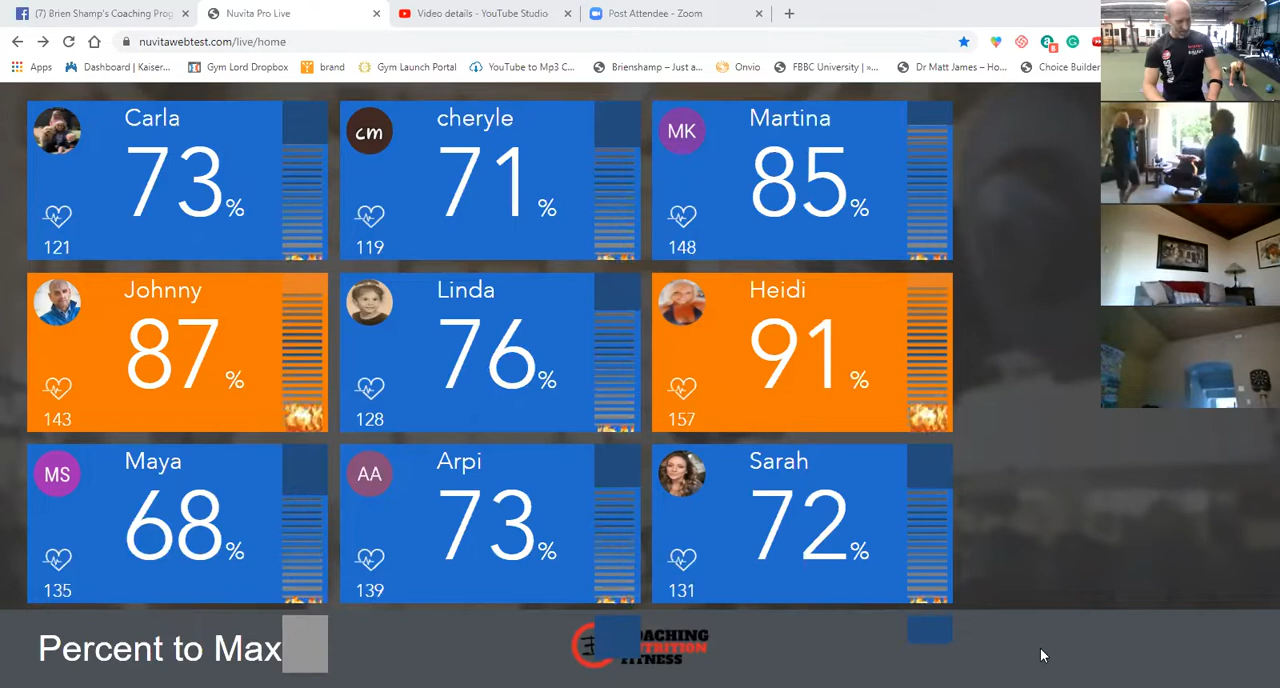 (7) Brien Shamp's Coaching Prog
Nuvita Pro Live
Video details - YouTube Studio
Post Attendee - Zoom
nuvitawebtest.com/live/home
Apps
Dashboard | Kaiser...
Gym Lord Dropbox
brand
Gym Launch Portal
YouTube to Mp3 C...
Brienshamp – Just a...
Onvio
FBBC University | »...
Dr Matt James – Ho...
Choice Builder
Carla
73%
121
cm
cheryle
71%
119
MK
Martina
85%
148
Johnny
87%
143
Linda
76%
128
Heidi
91%
157
MS
Maya
68%
135
AA
Arpi
73%
139
Sarah
72%
131
Percent to Max
OACHING
TRITION
FITNESS